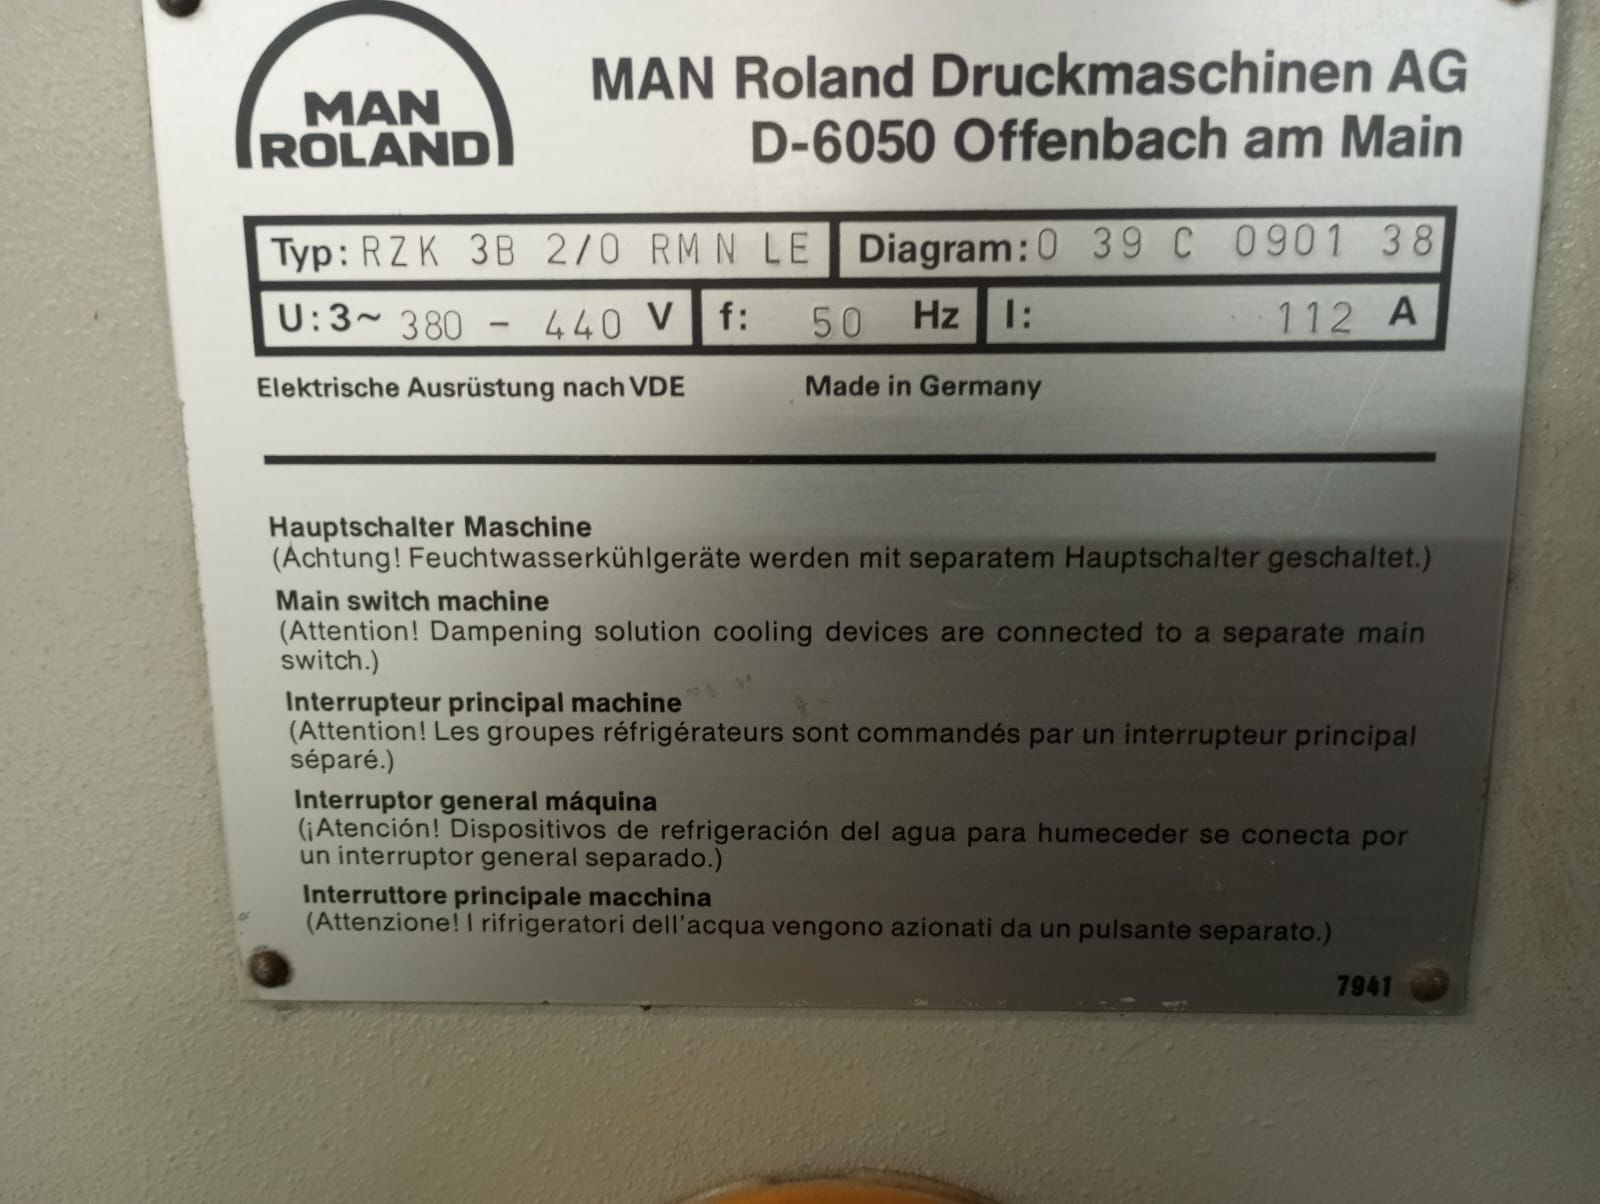 MAN
ROLAND
MAN Roland Druckmaschinen AG
D-6050 Offenbach am Main
Typ: RZK 3B 2/0 RMN LE Diagram: 0 39 C 0901 38
U: 3~ 380 - 440 V f: 50 Hz I: 112 A
Elektrische Ausrüstung nach VDE Made in Germany
Hauptschalter Maschine
(Achtung! Feuchtwasserkühlgeräte werden mit separatem Hauptschalter geschaltet.)
Main switch machine
(Attention! Dampening solution cooling devices are connected to a separate main
switch.)
Interrupteur principal machine
(Attention! Les groupes réfrigérateurs sont commandés par un interrupteur principal
séparé.)
Interruptor general máquina
(¡Atención! Dispositivos de refrigeración del agua para humeceder se conecta por
un interruptor general separado.)
Interruttore principale macchina
(Attenzione! I rifrigeratori dell'acqua vengono azionati da un pulsante separato.)
7941